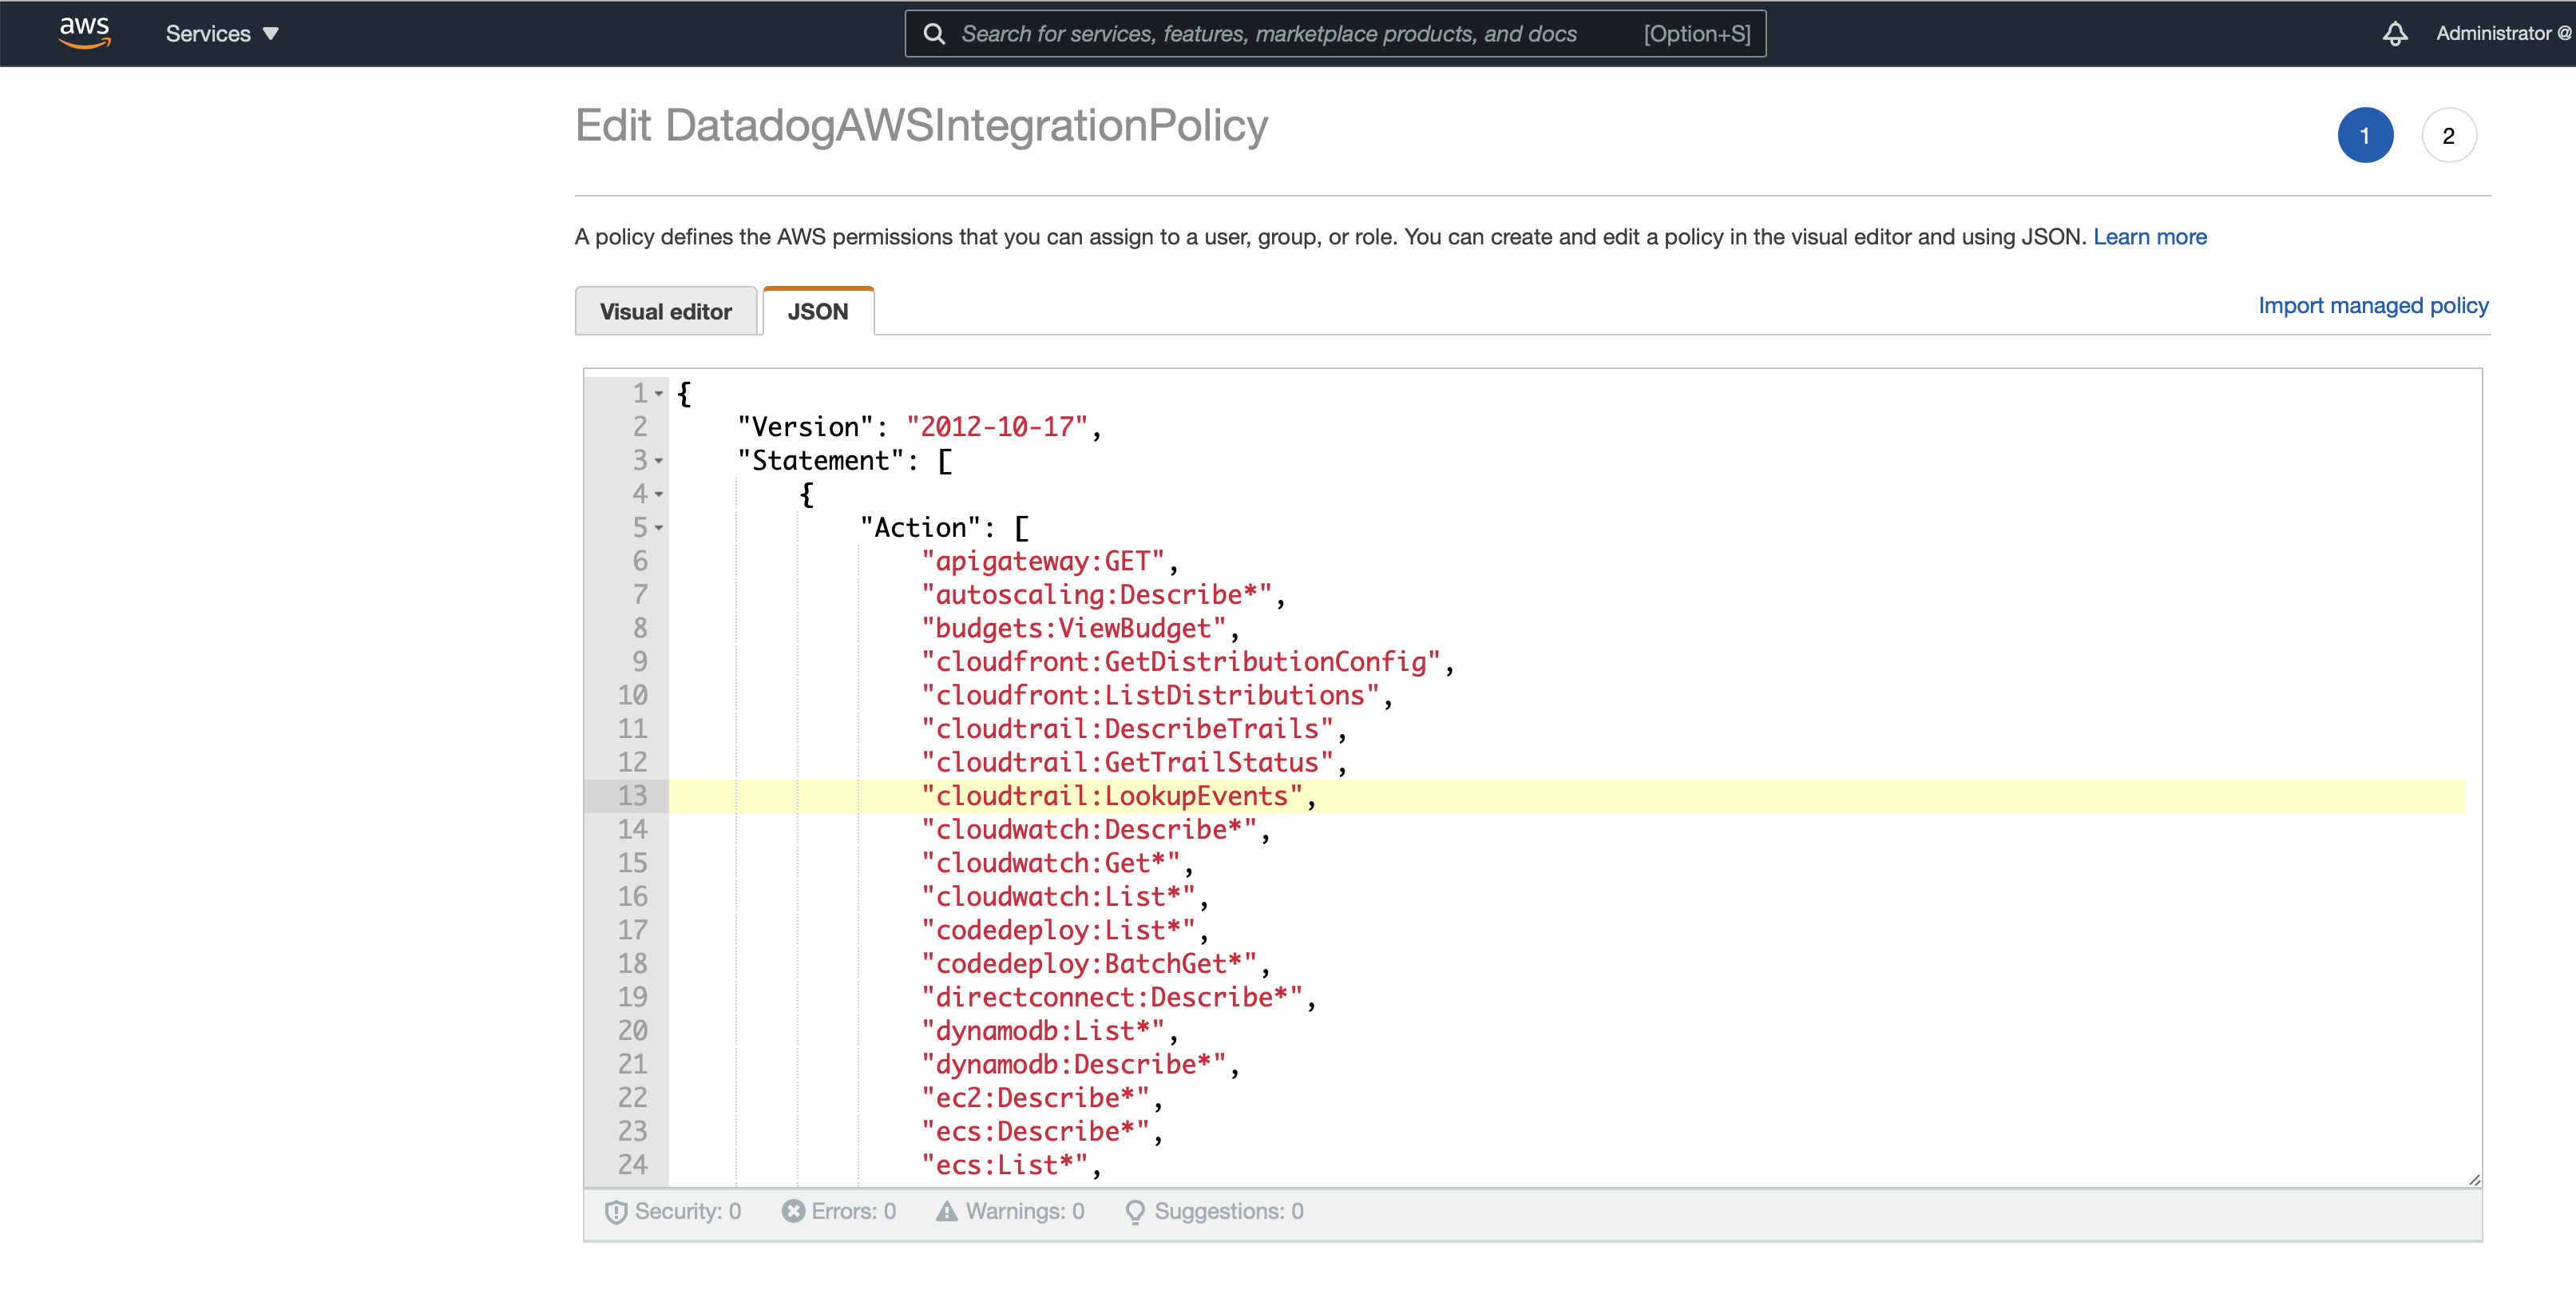 aws Services ▼ Search for services, features, marketplace products, and docs [Option+S] Administrator @
Edit DatadogAWSIntegrationPolicy 1 2
A policy defines the AWS permissions that you can assign to a user, group, or role. You can create and edit a policy in the visual editor and using JSON. Learn more
Visual editor JSON Import managed policy
1 {
2 "Version": "2012-10-17",
3 "Statement": [
4 {
5 "Action": [
6 "apigateway:GET",
7 "autoscaling:Describe*",
8 "budgets:ViewBudget",
9 "cloudfront:GetDistributionConfig",
10 "cloudfront:ListDistributions",
11 "cloudtrail:DescribeTrails",
12 "cloudtrail:GetTrailStatus",
13 "cloudtrail:LookupEvents",
14 "cloudwatch:Describe*",
15 "cloudwatch:Get*",
16 "cloudwatch:List*",
17 "codedeploy:List*",
18 "codedeploy:BatchGet*",
19 "directconnect:Describe*",
20 "dynamodb:List*",
21 "dynamodb:Describe*",
22 "ec2:Describe*",
23 "ecs:Describe*",
24 "ecs:List*",
Security: 0 Errors: 0 Warnings: 0 Suggestions: 0